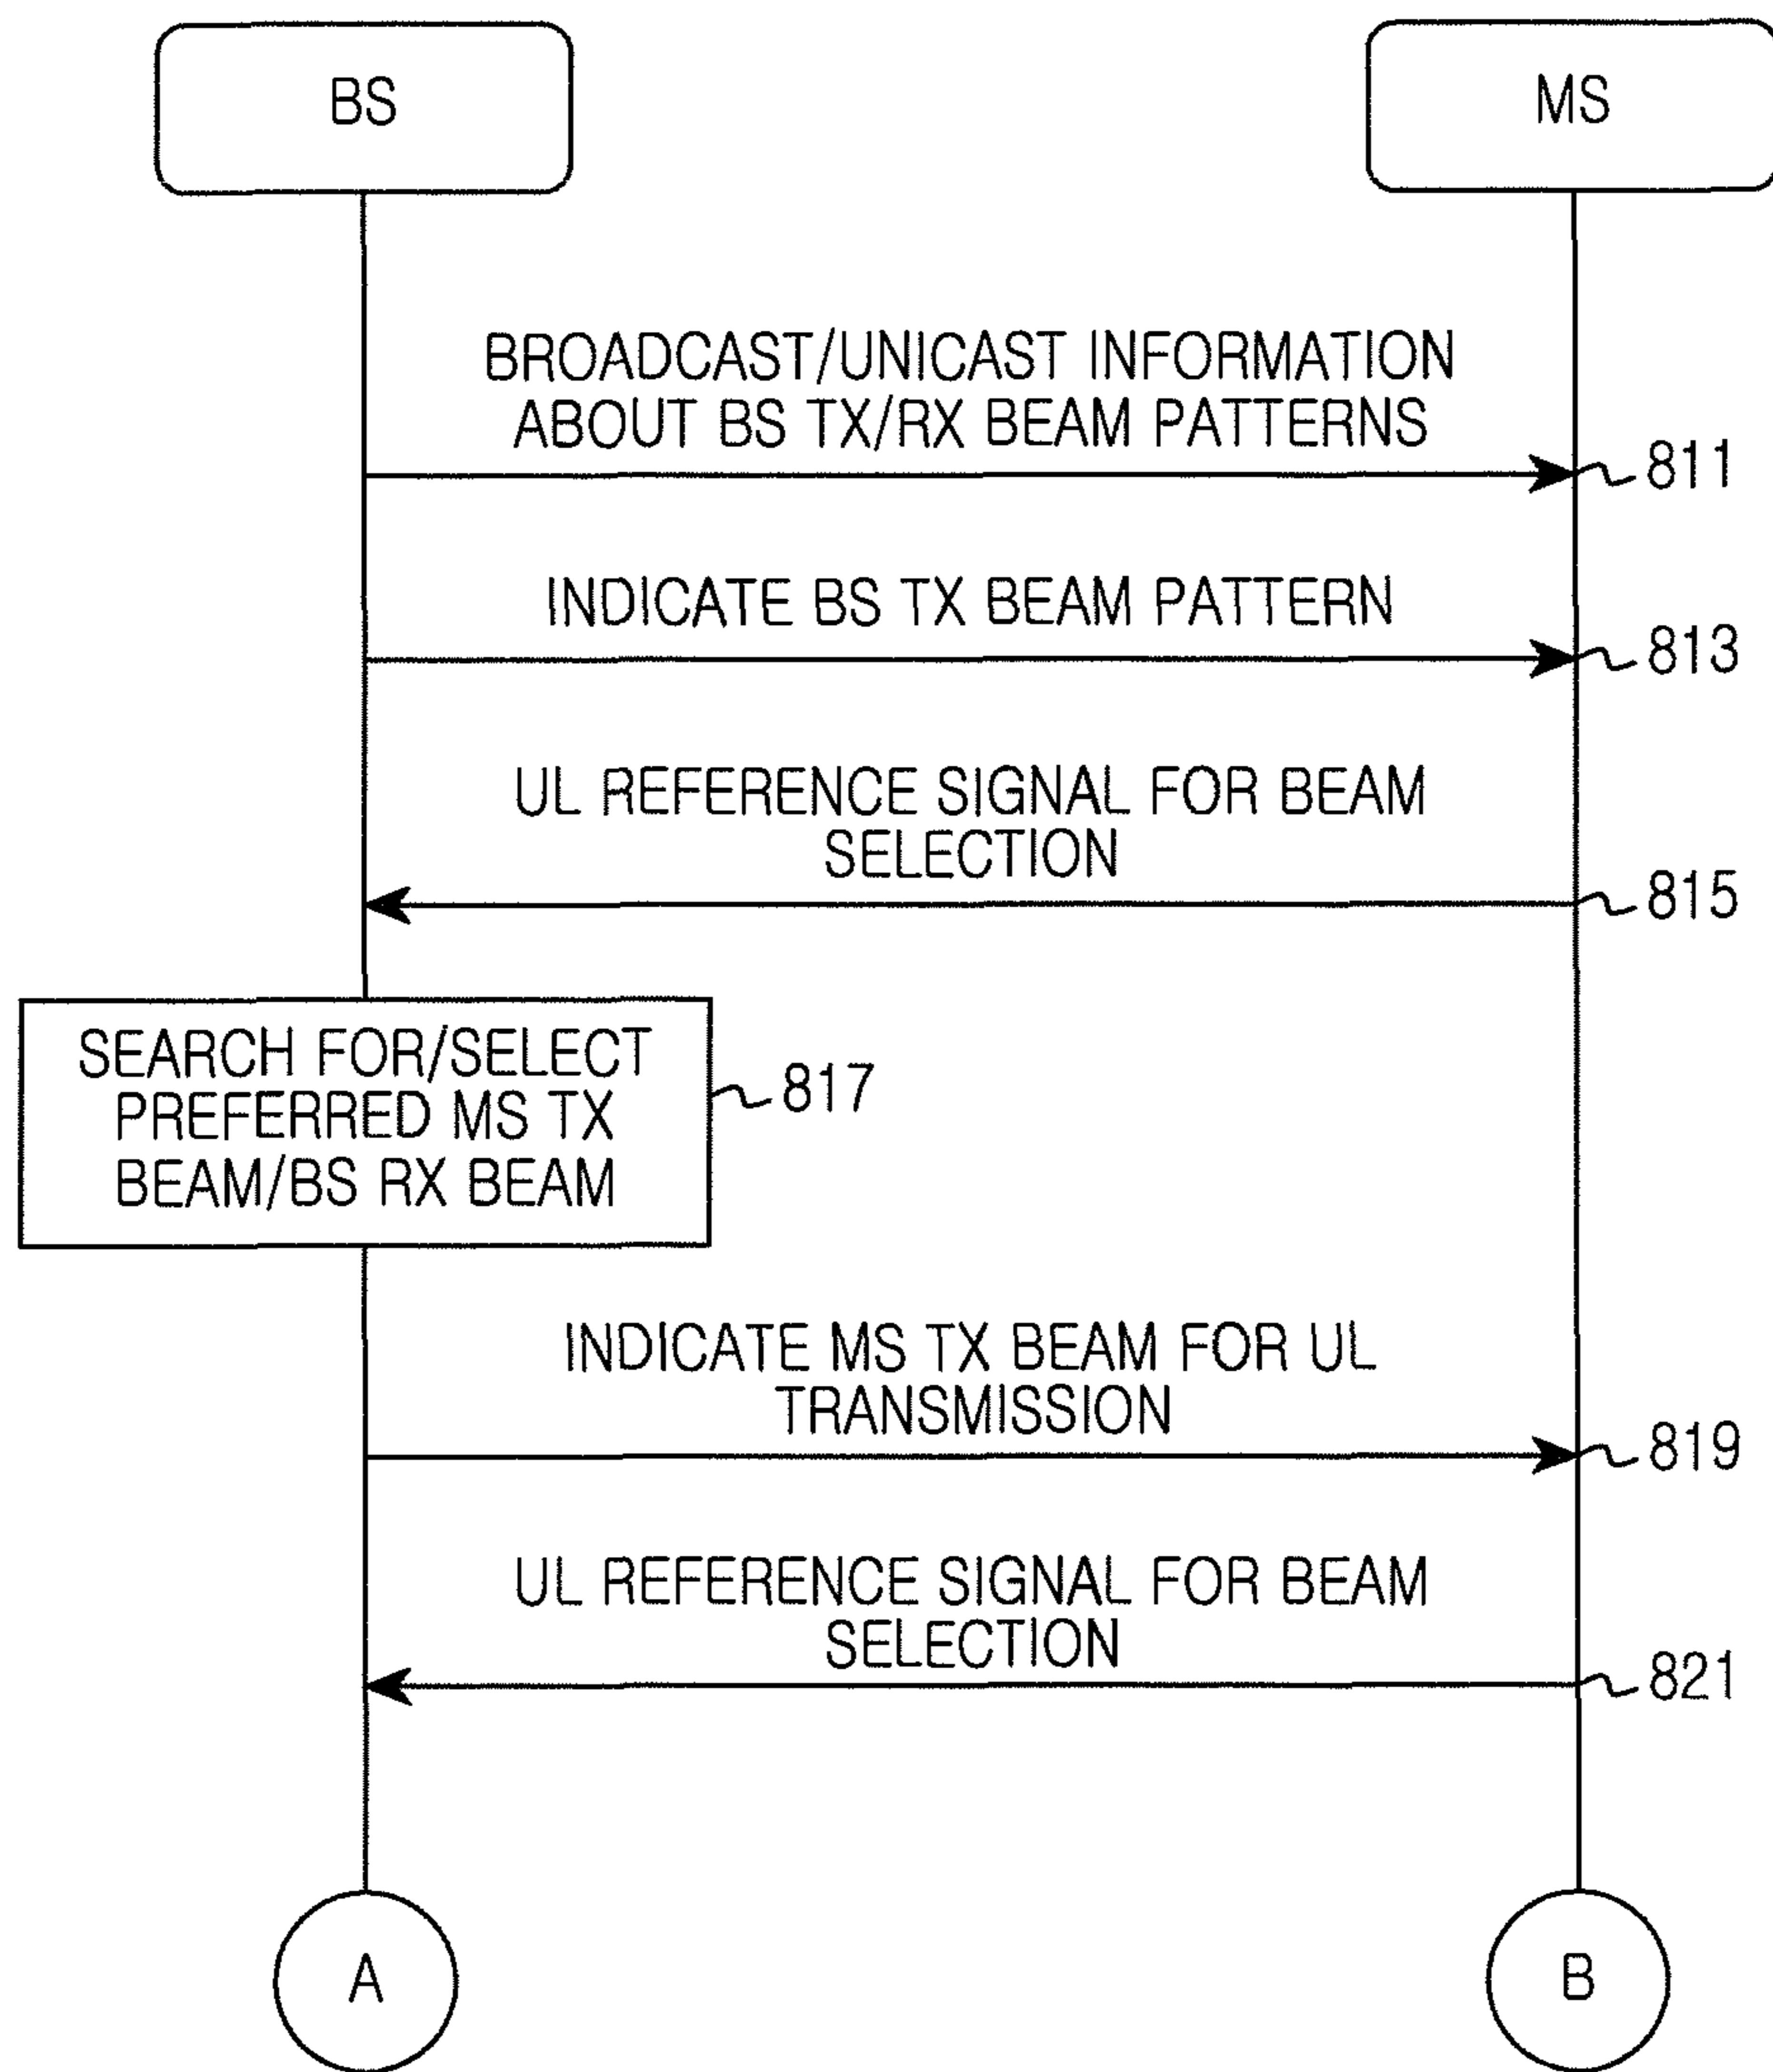 BS
MS
BROADCAST/UNICAST INFORMATION
ABOUT BS TX/RX BEAM PATTERNS
811
INDICATE BS TX BEAM PATTERN
813
UL REFERENCE SIGNAL FOR BEAM
SELECTION
815
SEARCH FOR/SELECT
PREFERRED MS TX
BEAM/BS RX BEAM
817
INDICATE MS TX BEAM FOR UL
TRANSMISSION
819
UL REFERENCE SIGNAL FOR BEAM
SELECTION
821
A
B